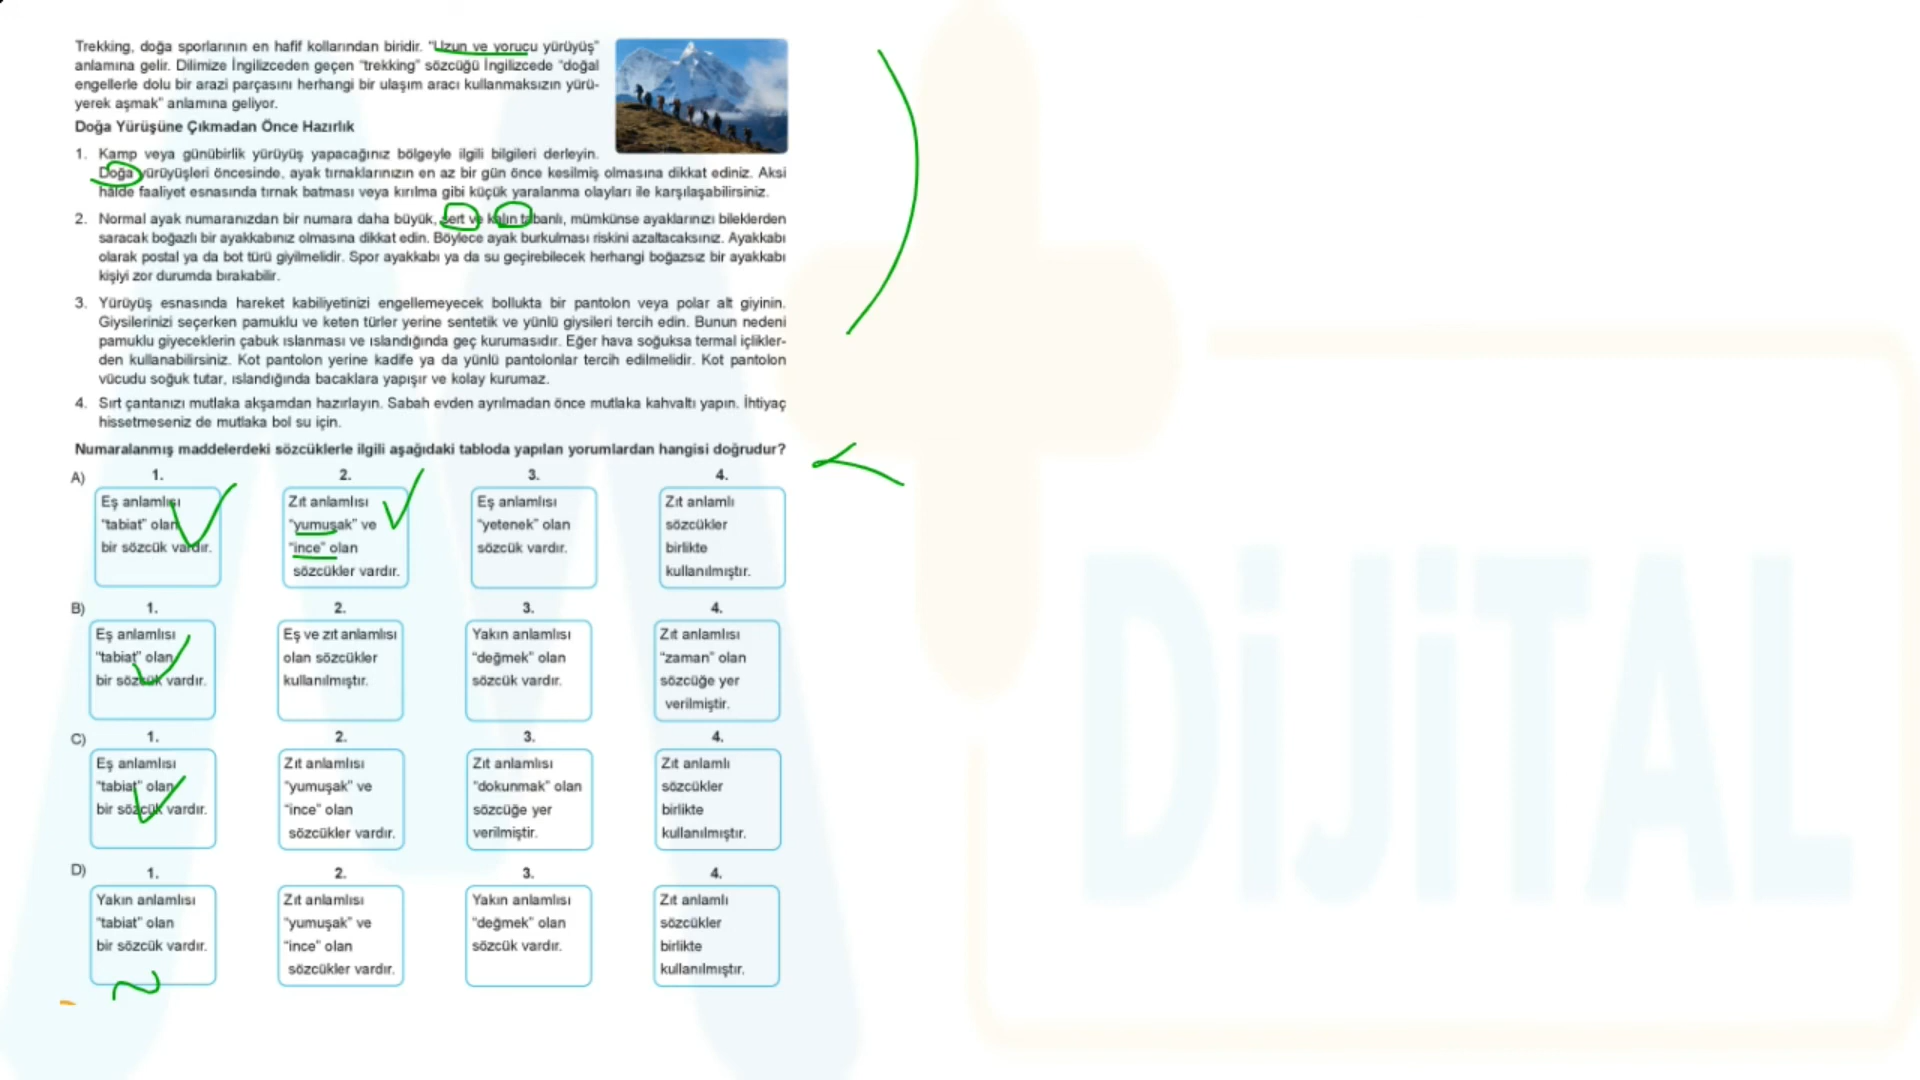 Trekking, doğa sporlarının en hafif kollarından biridir. “Uzun ve yorucu yürüyüş”
anlamına gelir. Dilimize İngilizceden geçen “trekking” sözcüğü İngilizcede “doğal
engellerle dolu bir arazi parçasını herhangi bir ulaşım aracı kullanmaksızın yürü-
yerek aşmak” anlamına geliyor.
Doğa Yürüşüne Çıkmadan Önce Hazırlık
1. Kamp veya günübirlik yürüyüş yapacağınız bölgeyle ilgili bilgileri derleyin.
Doğa yürüyüşleri öncesinde, ayak tırnaklarınızın en az bir gün önce kesilmiş olmasına dikkat ediniz. Aksi
hâlde faaliyet esnasında tırnak batması veya kırılma gibi küçük yaralanma olayları ile karşılaşabilirsiniz.
2. Normal ayak numaranızdan bir numara daha büyük, sert ve kalın tabanlı, mümkünse ayaklarınızı bileklerden
saracak boğazlı bir ayakkabınız olmasına dikkat edin. Böylece ayak burkulması riskini azaltacaksınız. Ayakkabı
olarak postal ya da bot türü giyilmelidir. Spor ayakkabı ya da su geçirebilecek herhangi boğazsız bir ayakkabı
kişiyi zor durumda bırakabilir.
3. Yürüyüş esnasında hareket kabiliyetinizi engellemeyecek bollukta bir pantolon veya polar alt giyinin.
Giysilerinizi seçerken pamuklu ve keten türler yerine sentetik ve yünlü giysileri tercih edin. Bunun nedeni
pamuklu giyeceklerin çabuk ıslanması ve ıslandığında geç kurumasıdır. Eğer hava soğuksa termal içlikler-
den kullanabilirsiniz. Kot pantolon yerine kadife ya da yünlü pantolonlar tercih edilmelidir. Kot pantolon
vücudu soğuk tutar, ıslandığında bacaklara yapışır ve kolay kurumaz.
4. Sırt çantanızı mutlaka akşamdan hazırlayın. Sabah evden ayrılmadan önce mutlaka kahvaltı yapın. İhtiyaç
hissetmeseniz de mutlaka bol su için.
Numaralanmış maddelerdeki sözcüklerle ilgili aşağıdaki tabloda yapılan yorumlardan hangisi doğrudur?
A)
1.
Eş anlamlısı
“tabiat” olan
bir sözcük vardır.
2.
Zıt anlamlısı
“yumuşak” ve
“ince” olan
sözcükler vardır.
3.
Eş anlamlısı
“yetenek” olan
sözcük vardır.
4.
Zıt anlamlı
sözcükler
birlikte
kullanılmıştır.
B)
1.
Eş anlamlısı
“tabiat” olan
bir sözcük vardır.
2.
Eş ve zıt anlamlısı
olan sözcükler
kullanılmıştır.
3.
Yakın anlamlısı
“değmek” olan
sözcük vardır.
4.
Zıt anlamlısı
“zaman” olan
sözcüğe yer
verilmiştir.
C)
1.
Eş anlamlısı
“tabiat” olan
bir sözcük vardır.
2.
Zıt anlamlısı
“yumuşak” ve
“ince” olan
sözcükler vardır.
3.
Zıt anlamlısı
“dokunmak” olan
sözcüğe yer
verilmiştir.
4.
Zıt anlamlı
sözcükler
birlikte
kullanılmıştır.
D)
1.
Yakın anlamlısı
“tabiat” olan
bir sözcük vardır.
2.
Zıt anlamlısı
“yumuşak” ve
“ince” olan
sözcükler vardır.
3.
Yakın anlamlısı
“değmek” olan
sözcük vardır.
4.
Zıt anlamlı
sözcükler
birlikte
kullanılmıştır.
DİJİTAL